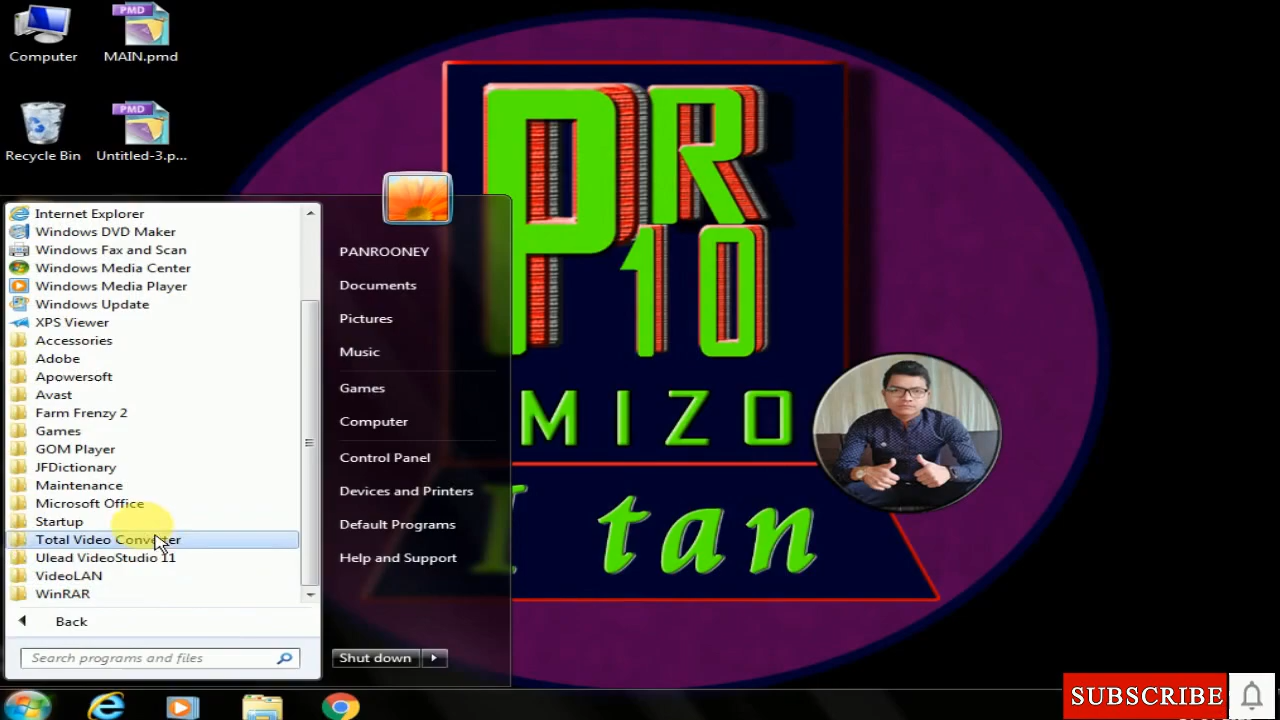 Computer
PMD
MAIN.pmd
Recycle Bin
PMD
Untitled-3.p...
Internet Explorer
Windows DVD Maker
Windows Fax and Scan
Windows Media Center
Windows Media Player
Windows Update
XPS Viewer
Accessories
Adobe
Apowersoft
Avast
Farm Frenzy 2
Games
GOM Player
JFDictionary
Maintenance
Microsoft Office
Startup
Total Video Converter
Ulead VideoStudio 11
VideoLAN
WinRAR
Back
Search programs and files
PANROONEY
Documents
Pictures
Music
Games
Computer
Control Panel
Devices and Printers
Default Programs
Help and Support
Shut down
PR
10
MIZO
I tan
SUBSCRIBE